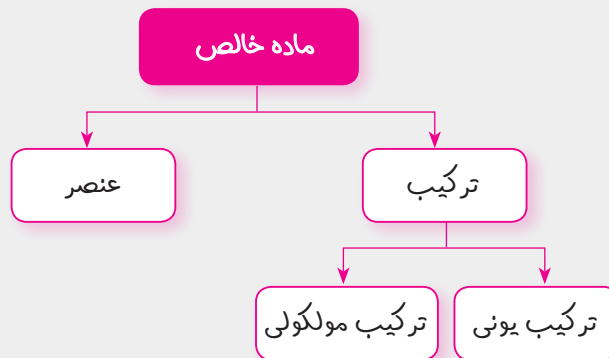 ماده خالص
ترکیب
عنصر
ترکیب یونی
ترکیب مولکولی